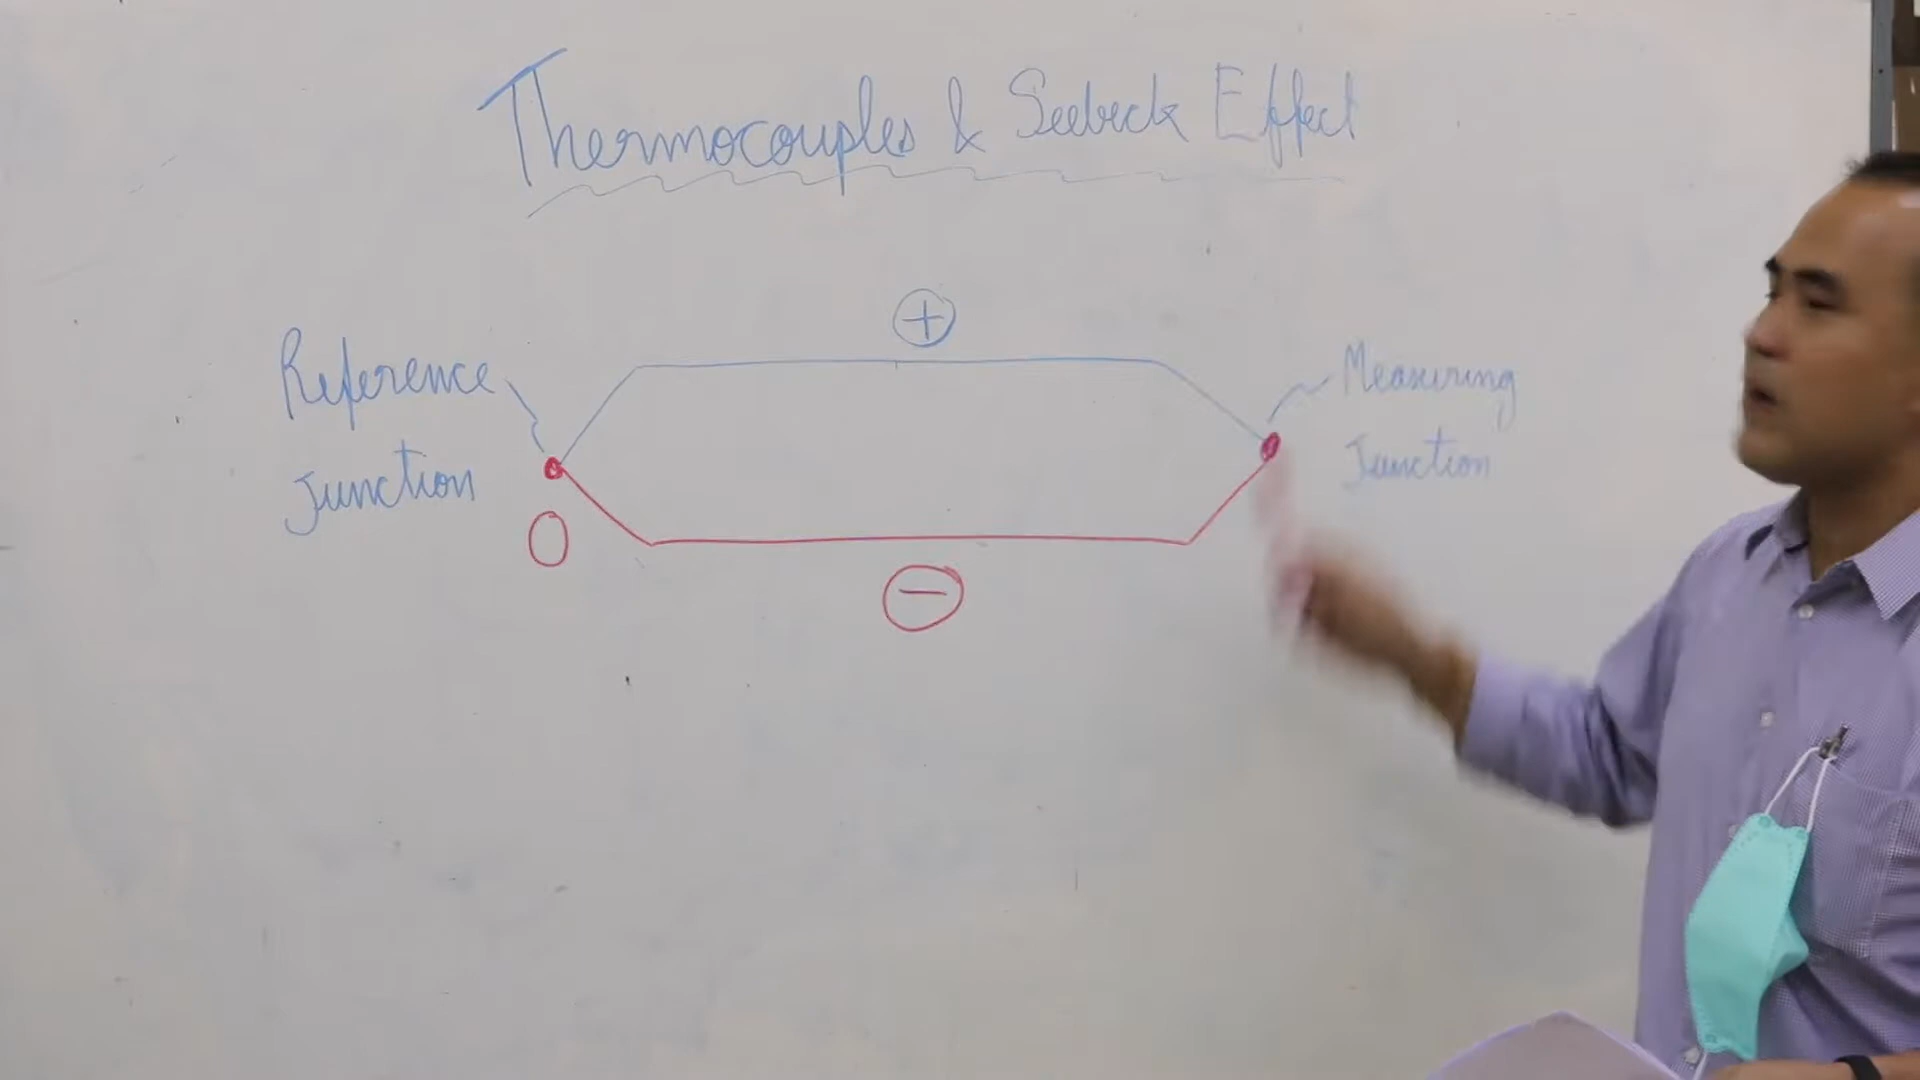 Thermocouples & Seebeck Effect
+
Reference
Junction
Measuring
Junction
0
−